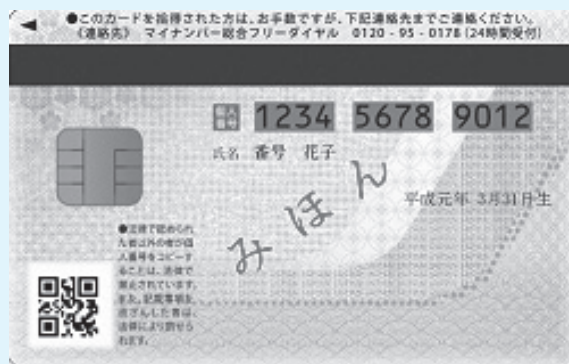 ●このカードを拾得された方は、お手数ですが、下記連絡先までご連絡ください。
《連絡先》 マイナンバー総合フリーダイヤル 0120-95-0178(24時間受付)
個人番号 1234 5678 9012
氏名 番号 花子
平成元年 3月31日生
みほん
●法律で認められ
た者以外の者が個
人番号をコピーす
ることは、法律で
禁止されています。
また、記載事項を
改ざんした者は、
法律により罰せら
れます。